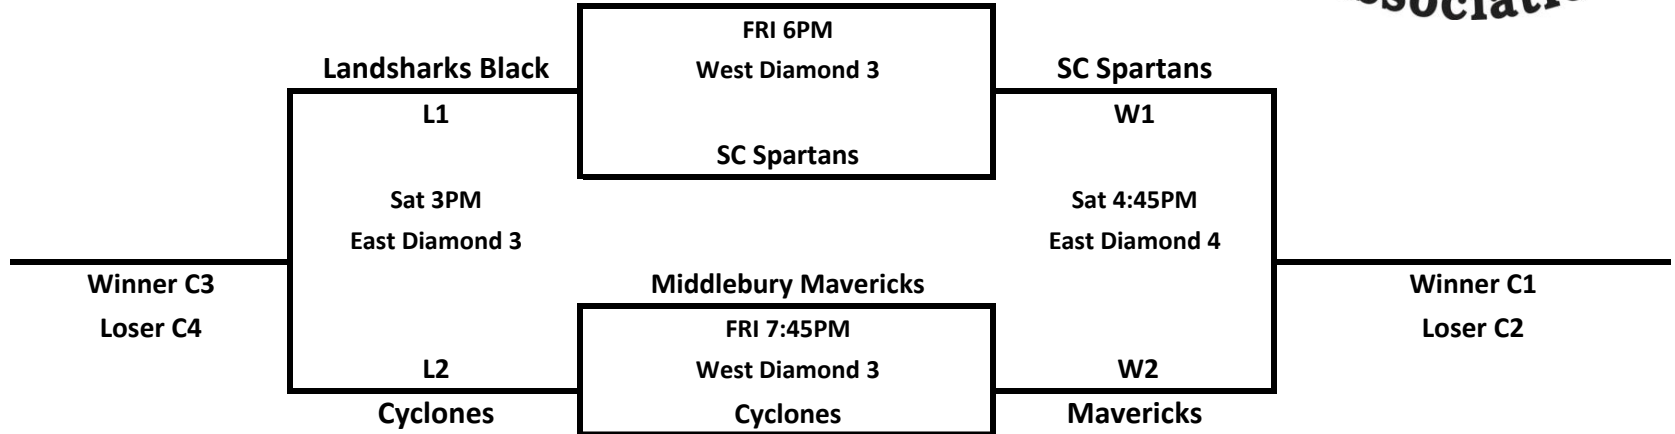 ssociati
FRI 6PM
Landsharks Black
West Diamond 3
SC Spartans
L1
W1
SC Spartans
Sat 3PM
Sat 4:45PM
East Diamond 3
East Diamond 4
Winner C3
Middlebury Mavericks
Winner C1
Loser C4
FRI 7:45PM
Loser C2
L2
West Diamond 3
W2
Cyclones
Cyclones
Mavericks